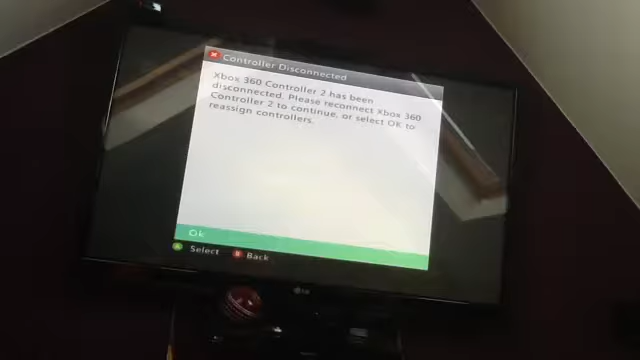 Controller Disconnected
Xbox 360 Controller 2 has been
disconnected. Please reconnect Xbox 360
Controller 2 to continue, or select OK to
reassign controllers.
Ok
A Select B Back
LG